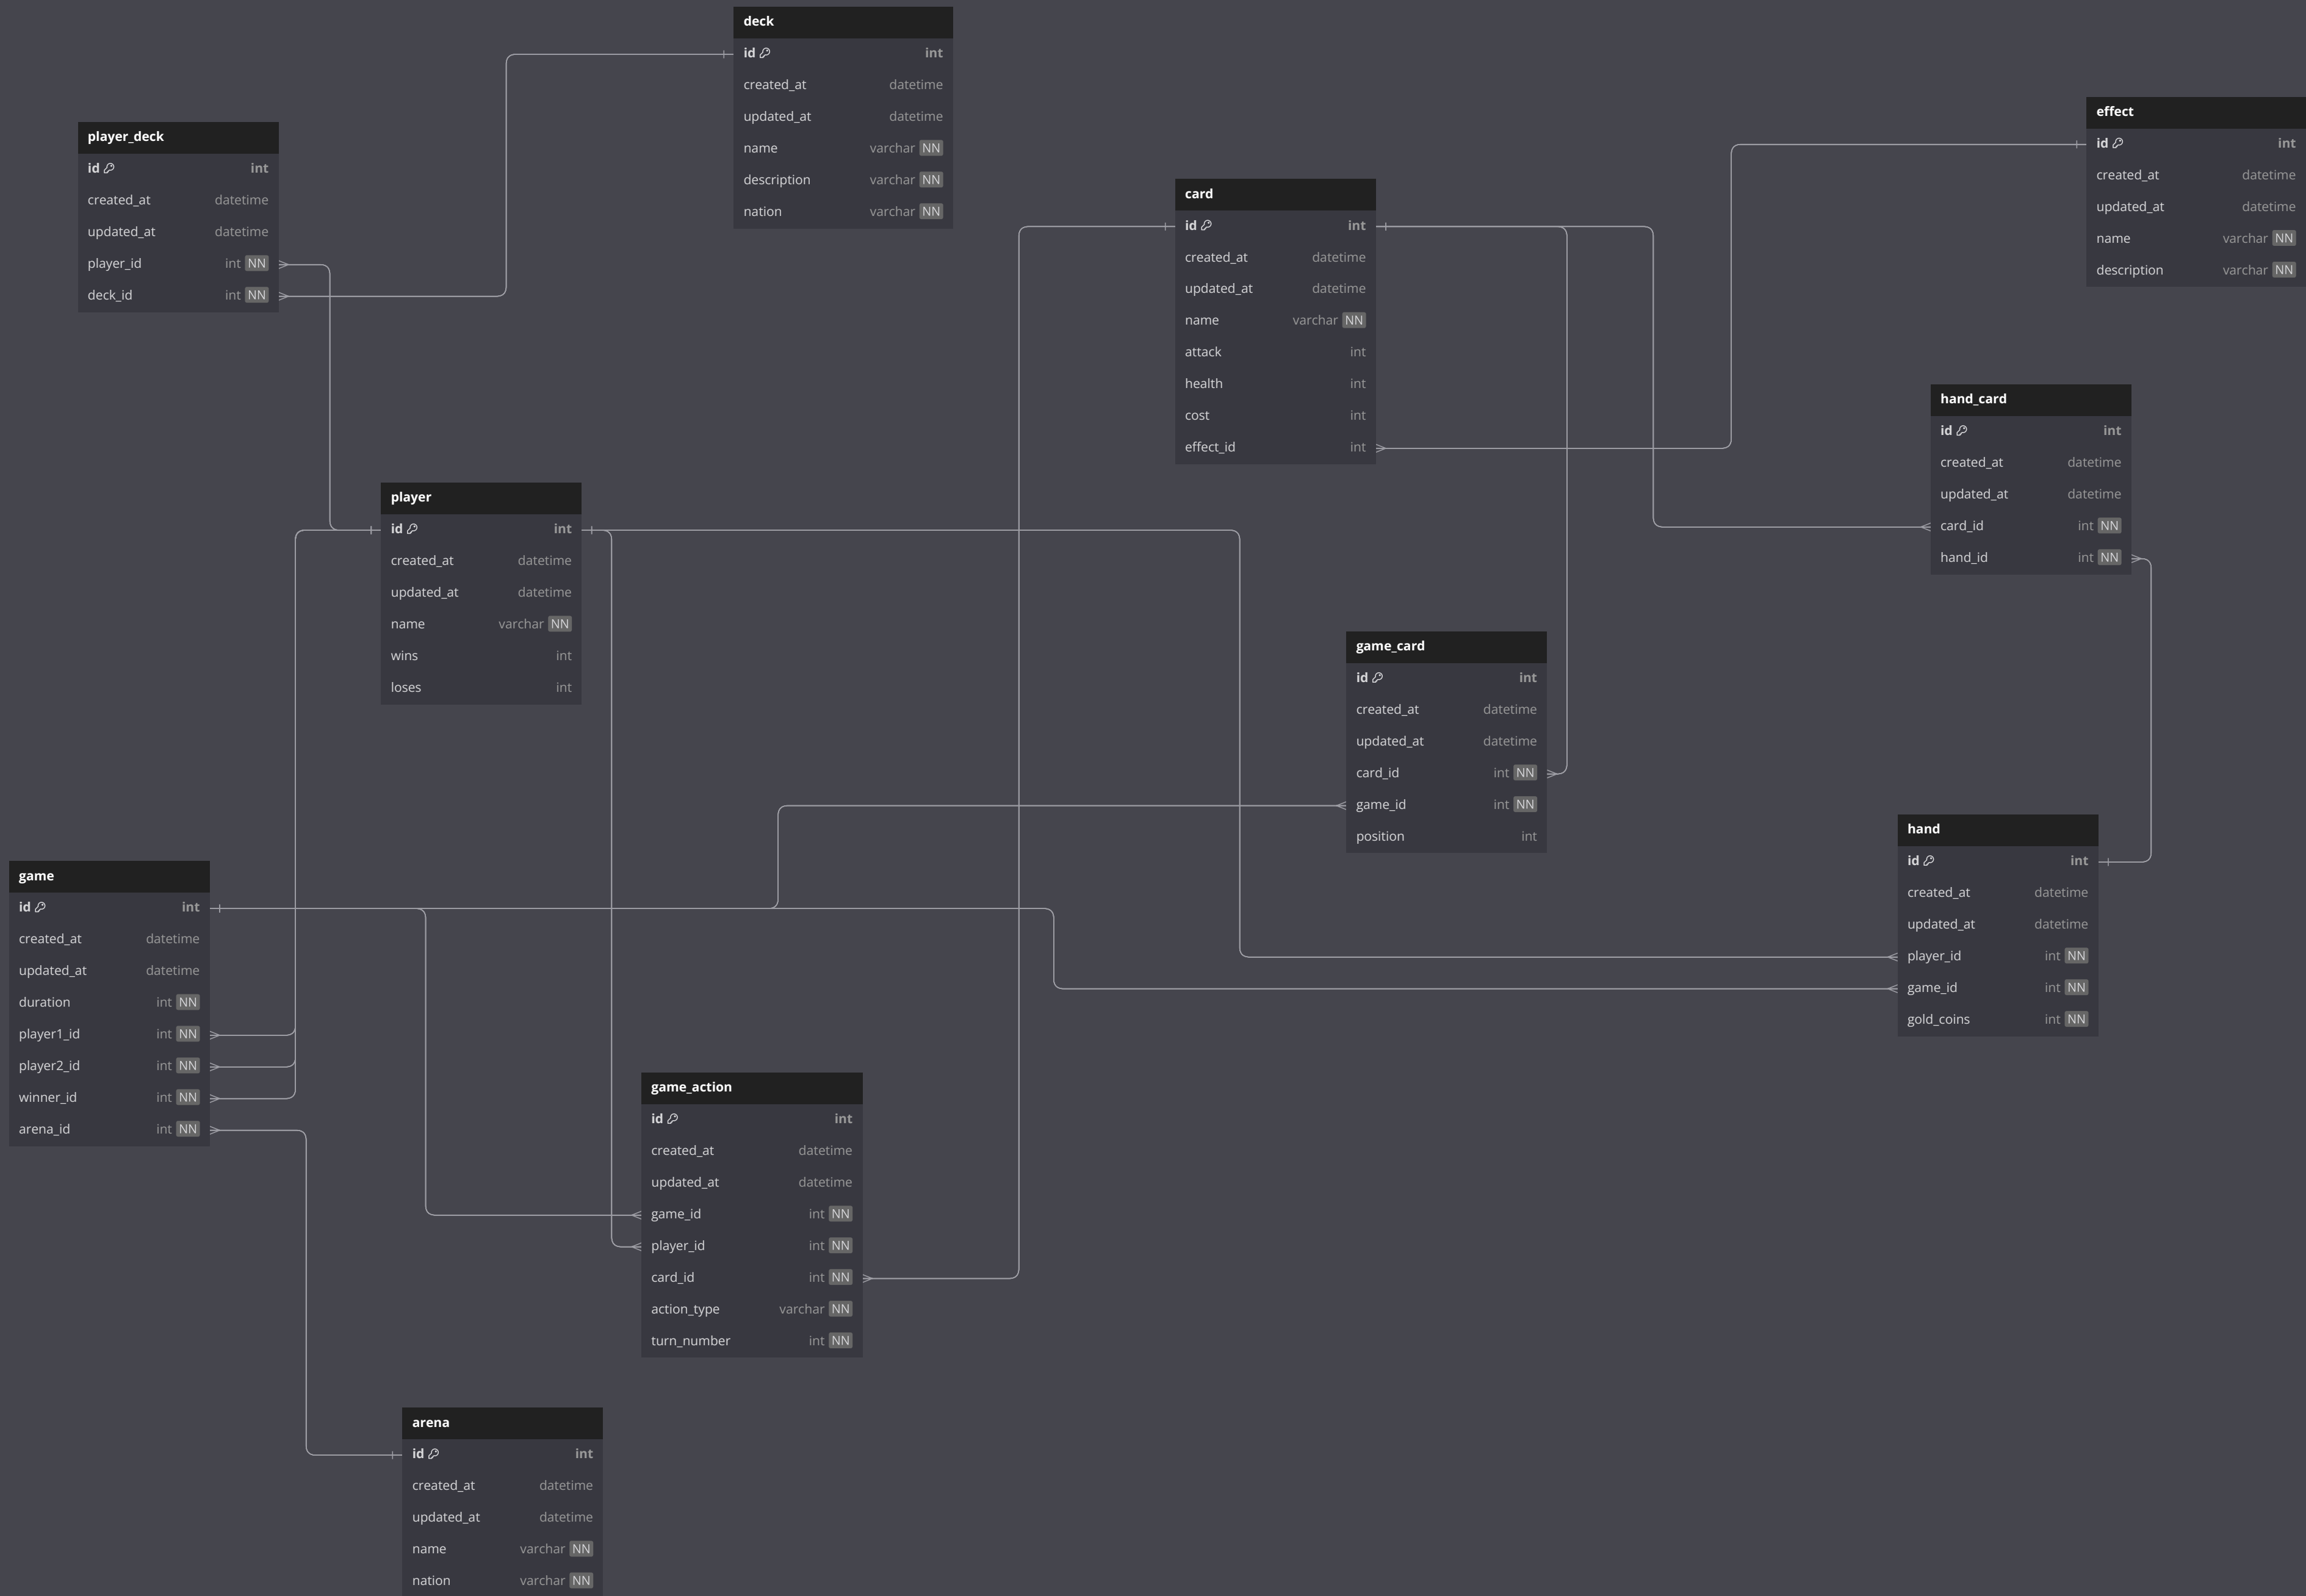 deck
id int
created_at datetime
updated_at datetime
name varchar NN
description varchar NN
nation varchar NN
player_deck
id int
created_at datetime
updated_at datetime
player_id int NN
deck_id int NN
effect
id int
created_at datetime
updated_at datetime
name varchar NN
description varchar NN
card
id int
created_at datetime
updated_at datetime
name varchar NN
attack int
health int
cost int
effect_id int
hand_card
id int
created_at datetime
updated_at datetime
card_id int NN
hand_id int NN
player
id int
created_at datetime
updated_at datetime
name varchar NN
wins int
loses int
game_card
id int
created_at datetime
updated_at datetime
card_id int NN
game_id int NN
position int
hand
id int
created_at datetime
updated_at datetime
player_id int NN
game_id int NN
gold_coins int NN
game
id int
created_at datetime
updated_at datetime
duration int NN
player1_id int NN
player2_id int NN
winner_id int NN
arena_id int NN
game_action
id int
created_at datetime
updated_at datetime
game_id int NN
player_id int NN
card_id int NN
action_type varchar NN
turn_number int NN
arena
id int
created_at datetime
updated_at datetime
name varchar NN
nation varchar NN